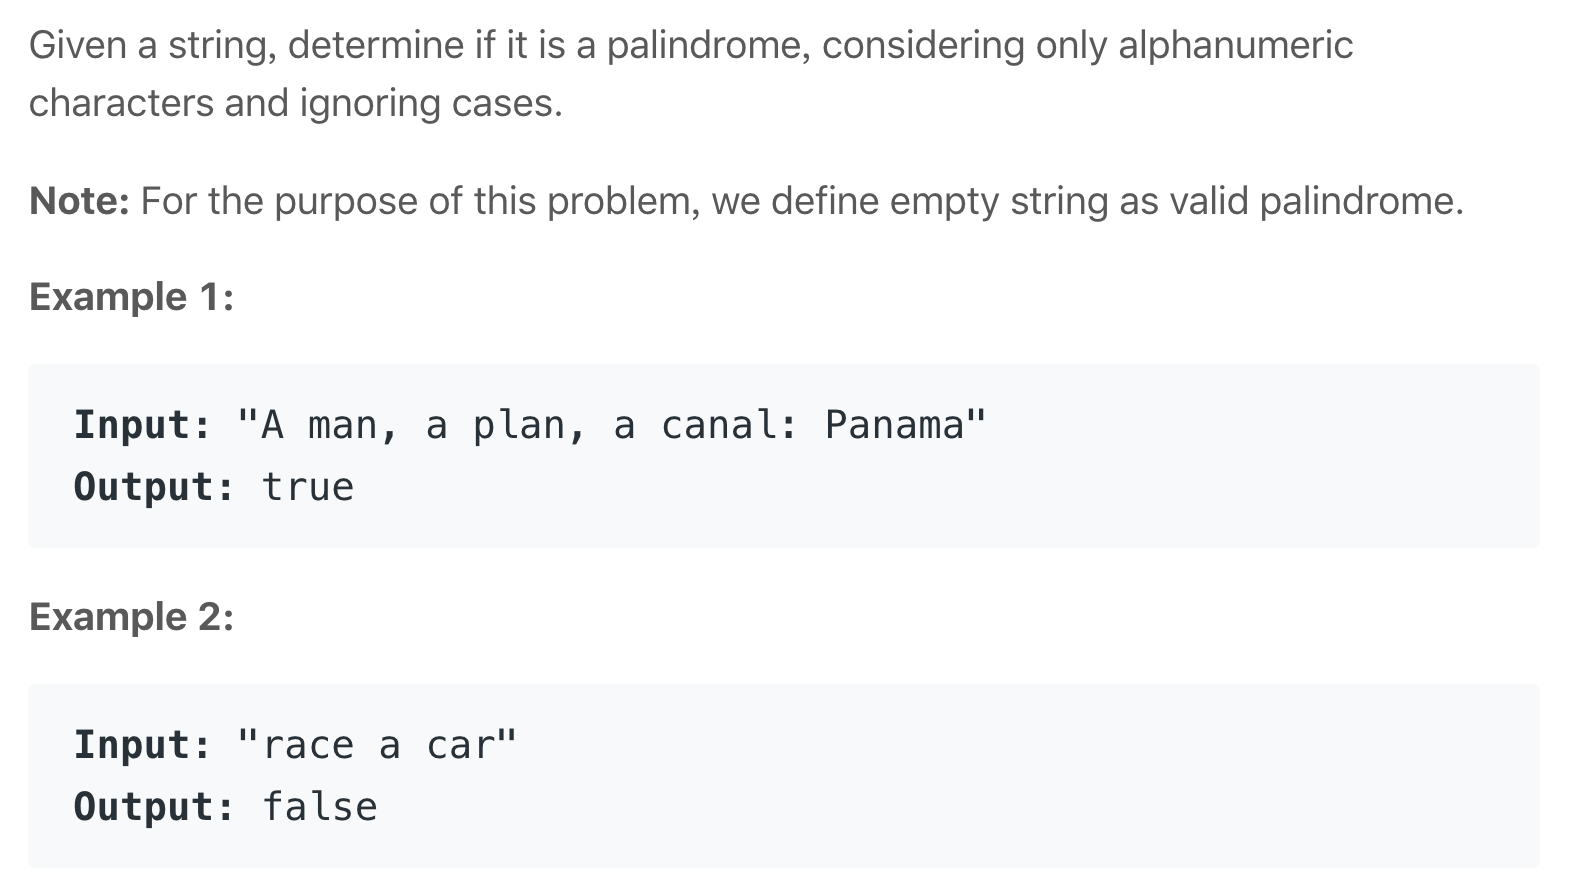 Given a string, determine if it is a palindrome, considering only alphanumeric
characters and ignoring cases.
Note: For the purpose of this problem, we define empty string as valid palindrome.
Example 1:
Input: "A man, a plan, a canal: Panama"
Output: true
Example 2:
Input: "race a car"
Output: false